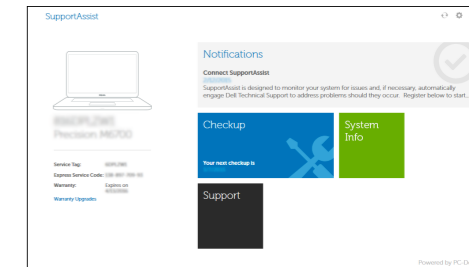 SupportAssist
Notifications
Connect SupportAssist
SupportAssist is designed to monitor your system for issues and, if necessary, automatically
engage Dell Technical Support to address problems should they occur. Register below to start...
Precision M6700
Checkup
Your next checkup is
System
Info
Service Tag:
Express Service Code:
Warranty: Expires on
Warranty Upgrades
Support
Powered by PC-Do